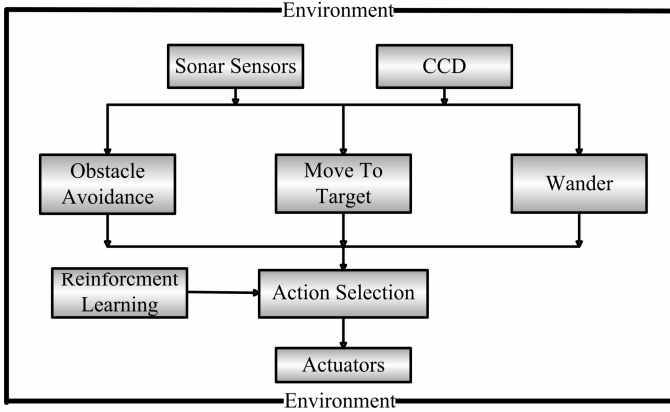 Environment
Sonar Sensors
CCD
Obstacle
Avoidance
Move To
Target
Wander
Reinforcment
Learning
Action Selection
Actuators
Environment